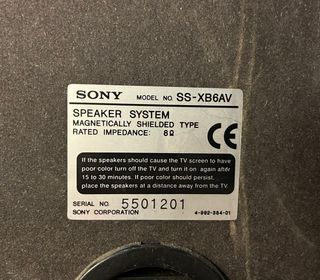 SONY MODEL NO. SS-XB6AV
SPEAKER SYSTEM
MAGNETICALLY SHIELDED TYPE
RATED IMPEDANCE: 6Ω
CE
If the speakers should cause the TV screen to have
poor color turn off the TV and turn it on again after
15 to 30 minutes. If poor color should persist,
place the speakers at a distance away from the TV.
SERIAL NO. 5501201
SONY CORPORATION 4-992-384-01